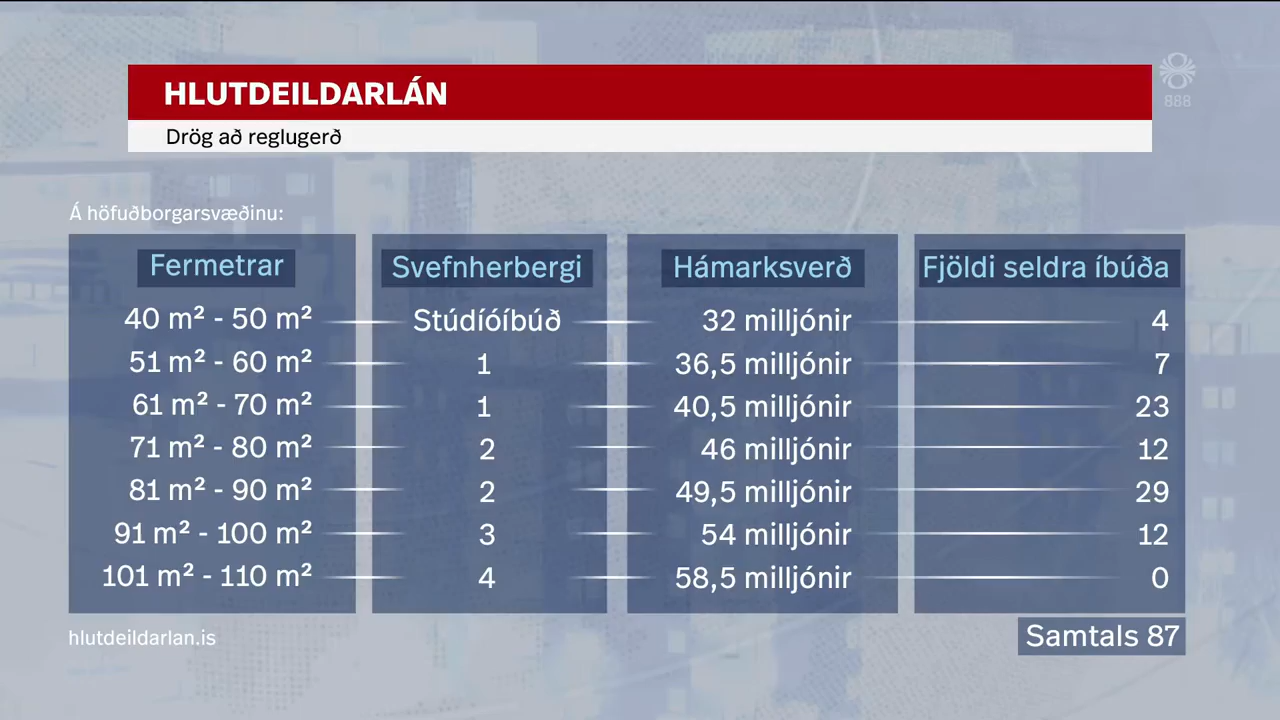 HLUTDEILDARLÁN
888
Drög að reglugerð
Á höfuðborgarsvæðinu:
Fermetrar Svefnherbergi Hámarksverð Fjöldi seldra íbúða
40 m² - 50 m² Stúdíóíbúð 32 milljónir 4
51 m² - 60 m² 1 36,5 milljónir 7
61 m² - 70 m² 1 40,5 milljónir 23
71 m² - 80 m² 2 46 milljónir 12
81 m² - 90 m² 2 49,5 milljónir 29
91 m² - 100 m² 3 54 milljónir 12
101 m² - 110 m² 4 58,5 milljónir 0
hlutdeildarlan.is Samtals 87